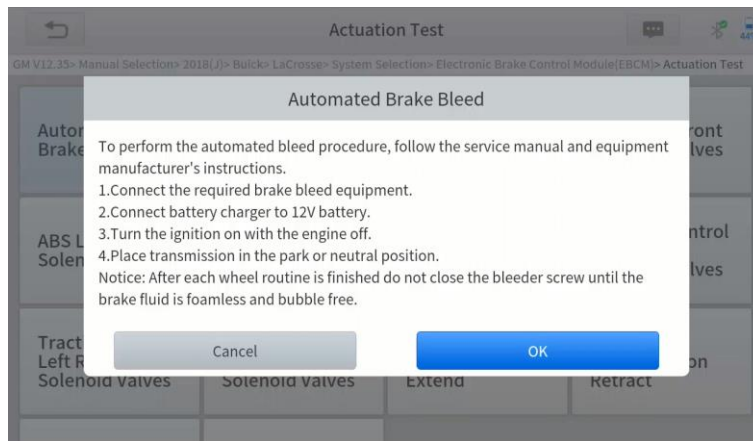 Actuation Test
GM V12.35> Manual Selection> 2018(J)> Buick> LaCrosse> System Selection> Electronic Brake Control Module(EBCM)> Actuation Test
Automated Brake Bleed
To perform the automated bleed procedure, follow the service manual and equipment
manufacturer's instructions.
1.Connect the required brake bleed equipment.
2.Connect battery charger to 12V battery.
3.Turn the ignition on with the engine off.
4.Place transmission in the park or neutral position.
Notice: After each wheel routine is finished do not close the bleeder screw until the
brake fluid is foamless and bubble free.
Cancel
OK
ABS L
Left R
Solenoid Valves
Solenoid Valves
Extend
Retract